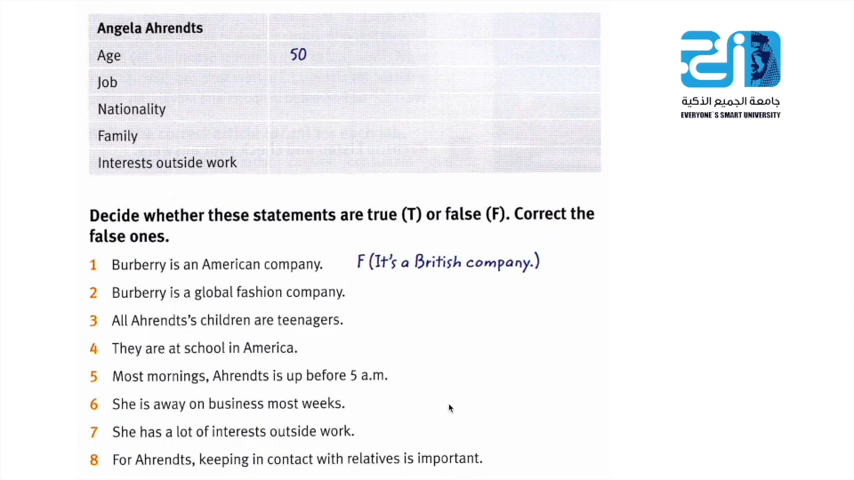 Angela Ahrendts
Age 50
Job
Nationality
Family
Interests outside work
جامعة الجميع الذكية
EVERYONE'S SMART UNIVERSITY
Decide whether these statements are true (T) or false (F). Correct the
false ones.
1 Burberry is an American company. F (It's a British company.)
2 Burberry is a global fashion company.
3 All Ahrendts's children are teenagers.
4 They are at school in America.
5 Most mornings, Ahrendts is up before 5 a.m.
6 She is away on business most weeks.
7 She has a lot of interests outside work.
8 For Ahrendts, keeping in contact with relatives is important.